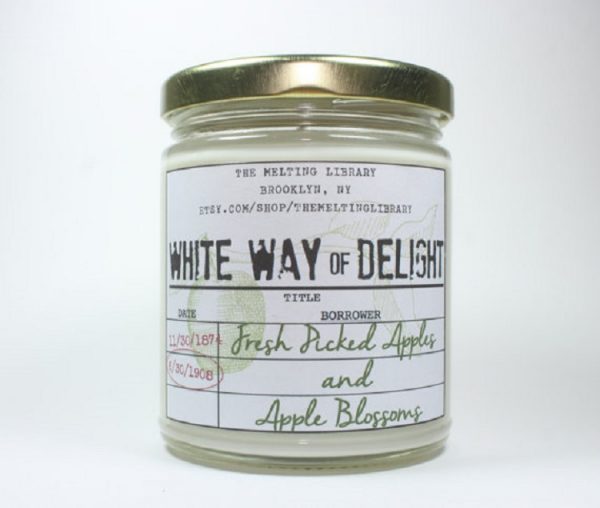 THE MELTING LIBRARY
BROOKLYN, NY
ETSY.COM/SHOP/THEMELTINGLIBRARY
WHITE WAY OF DELIGHT
TITLE
DATE BORROWER
11/30/1874 Fresh Picked Apples
6/30/1908 and
Apple Blossoms